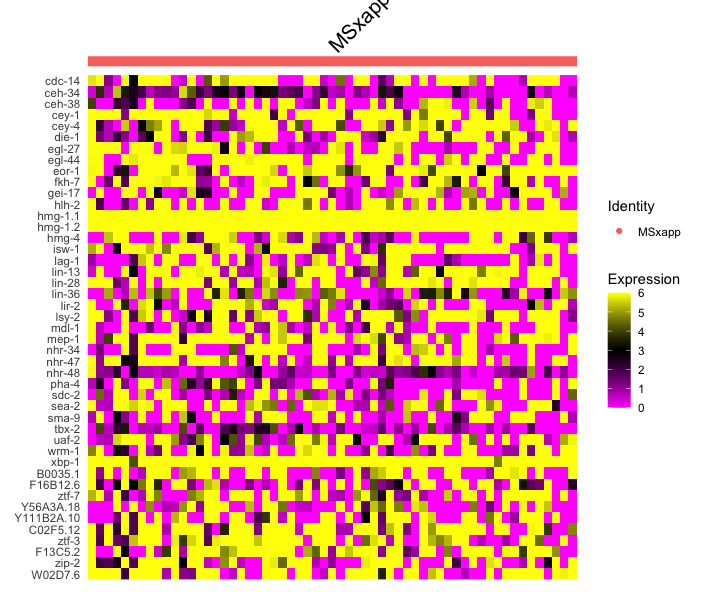 MSxapp
cdc-14
ceh-34
ceh-38
cey-1
cey-4
die-1
egl-27
egl-44
eor-1
fkh-7
gei-17
hlh-2
hmg-1.1
hmg-1.2
hmg-4
isw-1
lag-1
lin-13
lin-28
lin-36
lir-2
lsy-2
mdl-1
mep-1
nhr-34
nhr-47
nhr-48
pha-4
sdc-2
sea-2
sma-9
tbx-2
uaf-2
wrm-1
xbp-1
B0035.1
F16B12.6
ztf-7
Y56A3A.18
Y111B2A.10
C02F5.12
ztf-3
F13C5.2
zip-2
W02D7.6
Identity
MSxapp
Expression
6
5
4
3
2
1
0